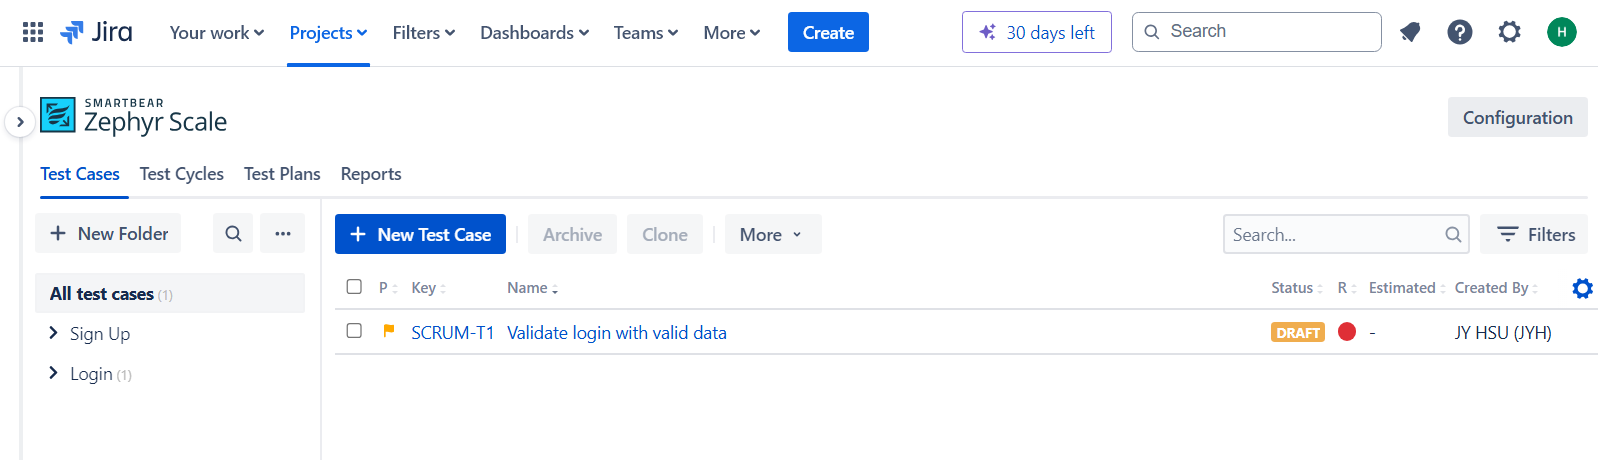 Jira Your work Projects Filters Dashboards Teams More Create 30 days left Search H
SMARTBEAR
Zephyr Scale
Configuration
Test Cases Test Cycles Test Plans Reports
+ New Folder ... + New Test Case Archive Clone More Search... Filters
All test cases (1)
P Key Name Status R Estimated Created By
Sign Up
SCRUM-T1 Validate login with valid data DRAFT - JY HSU (JYH)
Login (1)